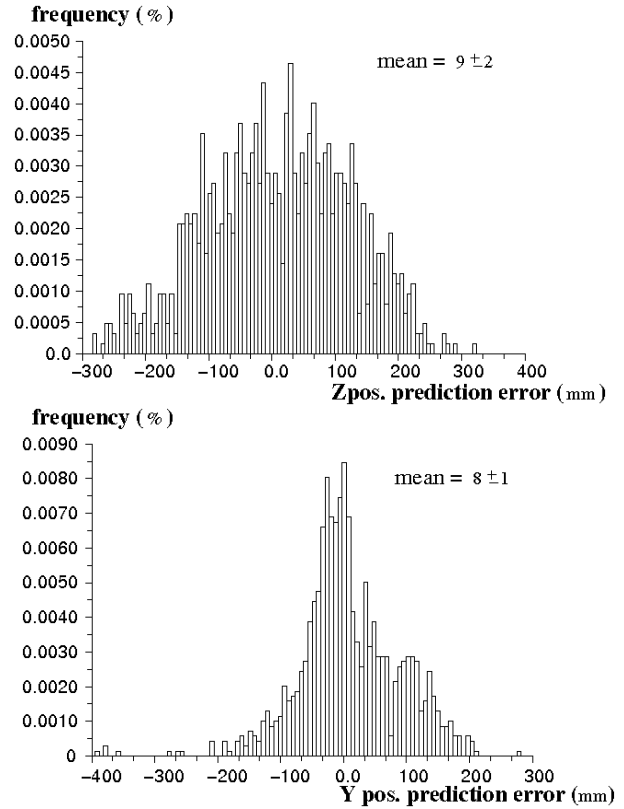 frequency (%)
0.0050
mean = 9 ±2
0.0045
0.0040
0.0035
0.0030
0.0025
0.0020
0.0015
0.0010
0.0005
0.0
−300 −200 −100 0.0 100 200 300 400
Zpos. prediction error (mm)
frequency (%)
0.0090
mean = 8 ±1
0.0080
0.0070
0.0060
0.0050
0.0040
0.0030
0.0020
0.0010
0
−400 −300 −200 −100 0.0 100 200 300
Y pos. prediction error (mm)